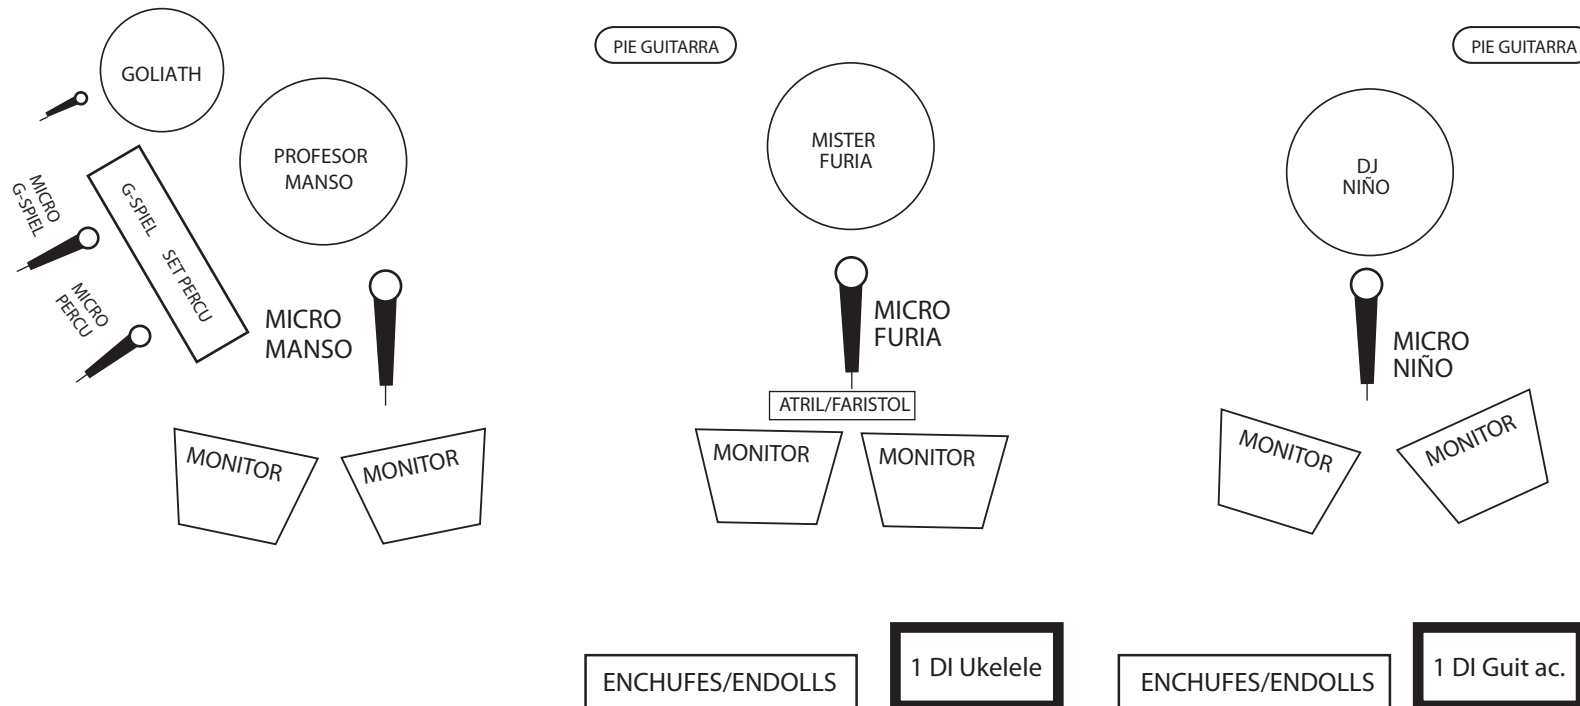 GOLIATH
PIE GUITARRA
PIE GUITARRA
PROFESOR
MANSO
MISTER
FURIA
DJ
NIÑO
MICRO
G-SPIEL
G-SPIEL SET PERCU
MICRO
PERCU
MICRO
MANSO
MICRO
FURIA
MICRO
NIÑO
ATRIL/FARISTOL
MONITOR
MONITOR
MONITOR
MONITOR
MONITOR
MONITOR
ENCHUFES/ENDOLLS
1 DI Ukelele
ENCHUFES/ENDOLLS
1 DI Guit ac.